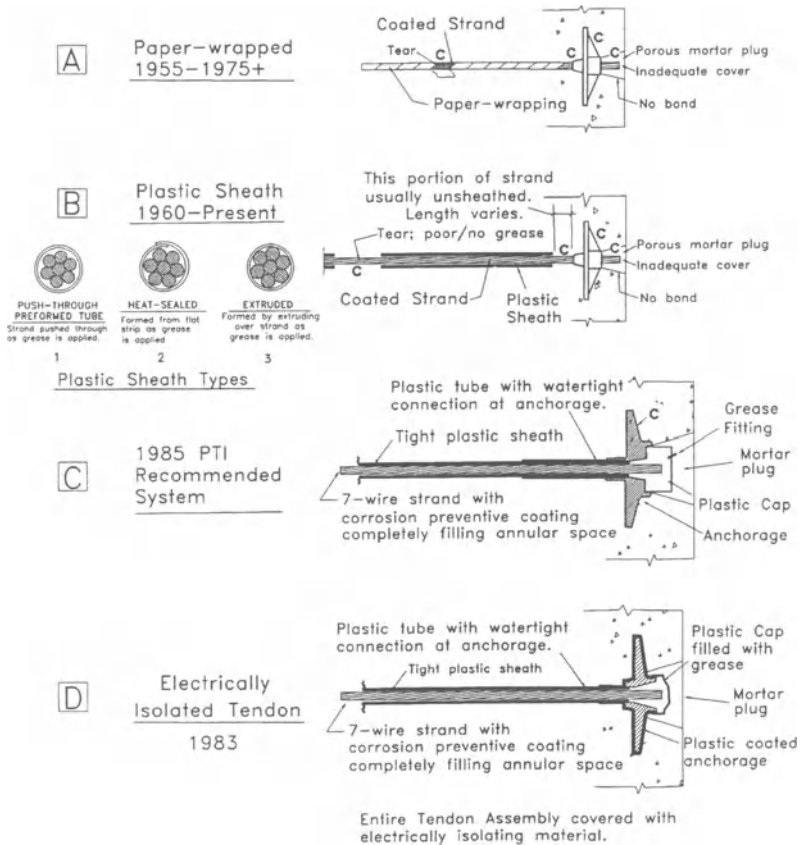 A
Paper-wrapped
1955-1975+
Coated Strand
Tear
C
C
C
C
Porous mortar plug
Inadequate cover
No bond
Paper-wrapping
B
Plastic Sheath
1960-Present
This portion of strand
usually unsheathed.
Length varies.
C
C
C
C
Tear; poor/no grease
Porous mortar plug
Inadequate cover
No bond
Coated Strand
Plastic
Sheath
PUSH-THROUGH
PREFORMED TUBE
Strand pushed through
as grease is applied.
1
HEAT-SEALED
Formed from flat
strip as grease
is applied
2
EXTRUDED
Formed by extruding
over strand as
grease is applied.
3
Plastic Sheath Types
C
1985 PTI
Recommended
System
Plastic tube with watertight
connection at anchorage.
Tight plastic sheath
C
Grease
Fitting
Mortar
plug
Plastic Cap
Anchorage
7-wire strand with
corrosion preventive coating
completely filling annular space
D
Electrically
Isolated Tendon
1983
Plastic tube with watertight
connection at anchorage.
Tight plastic sheath
Plastic Cap
filled with
grease
Mortar
plug
Plastic coated
anchorage
7-wire strand with
corrosion preventive coating
completely filling annular space
Entire Tendon Assembly covered with
electrically isolating material.